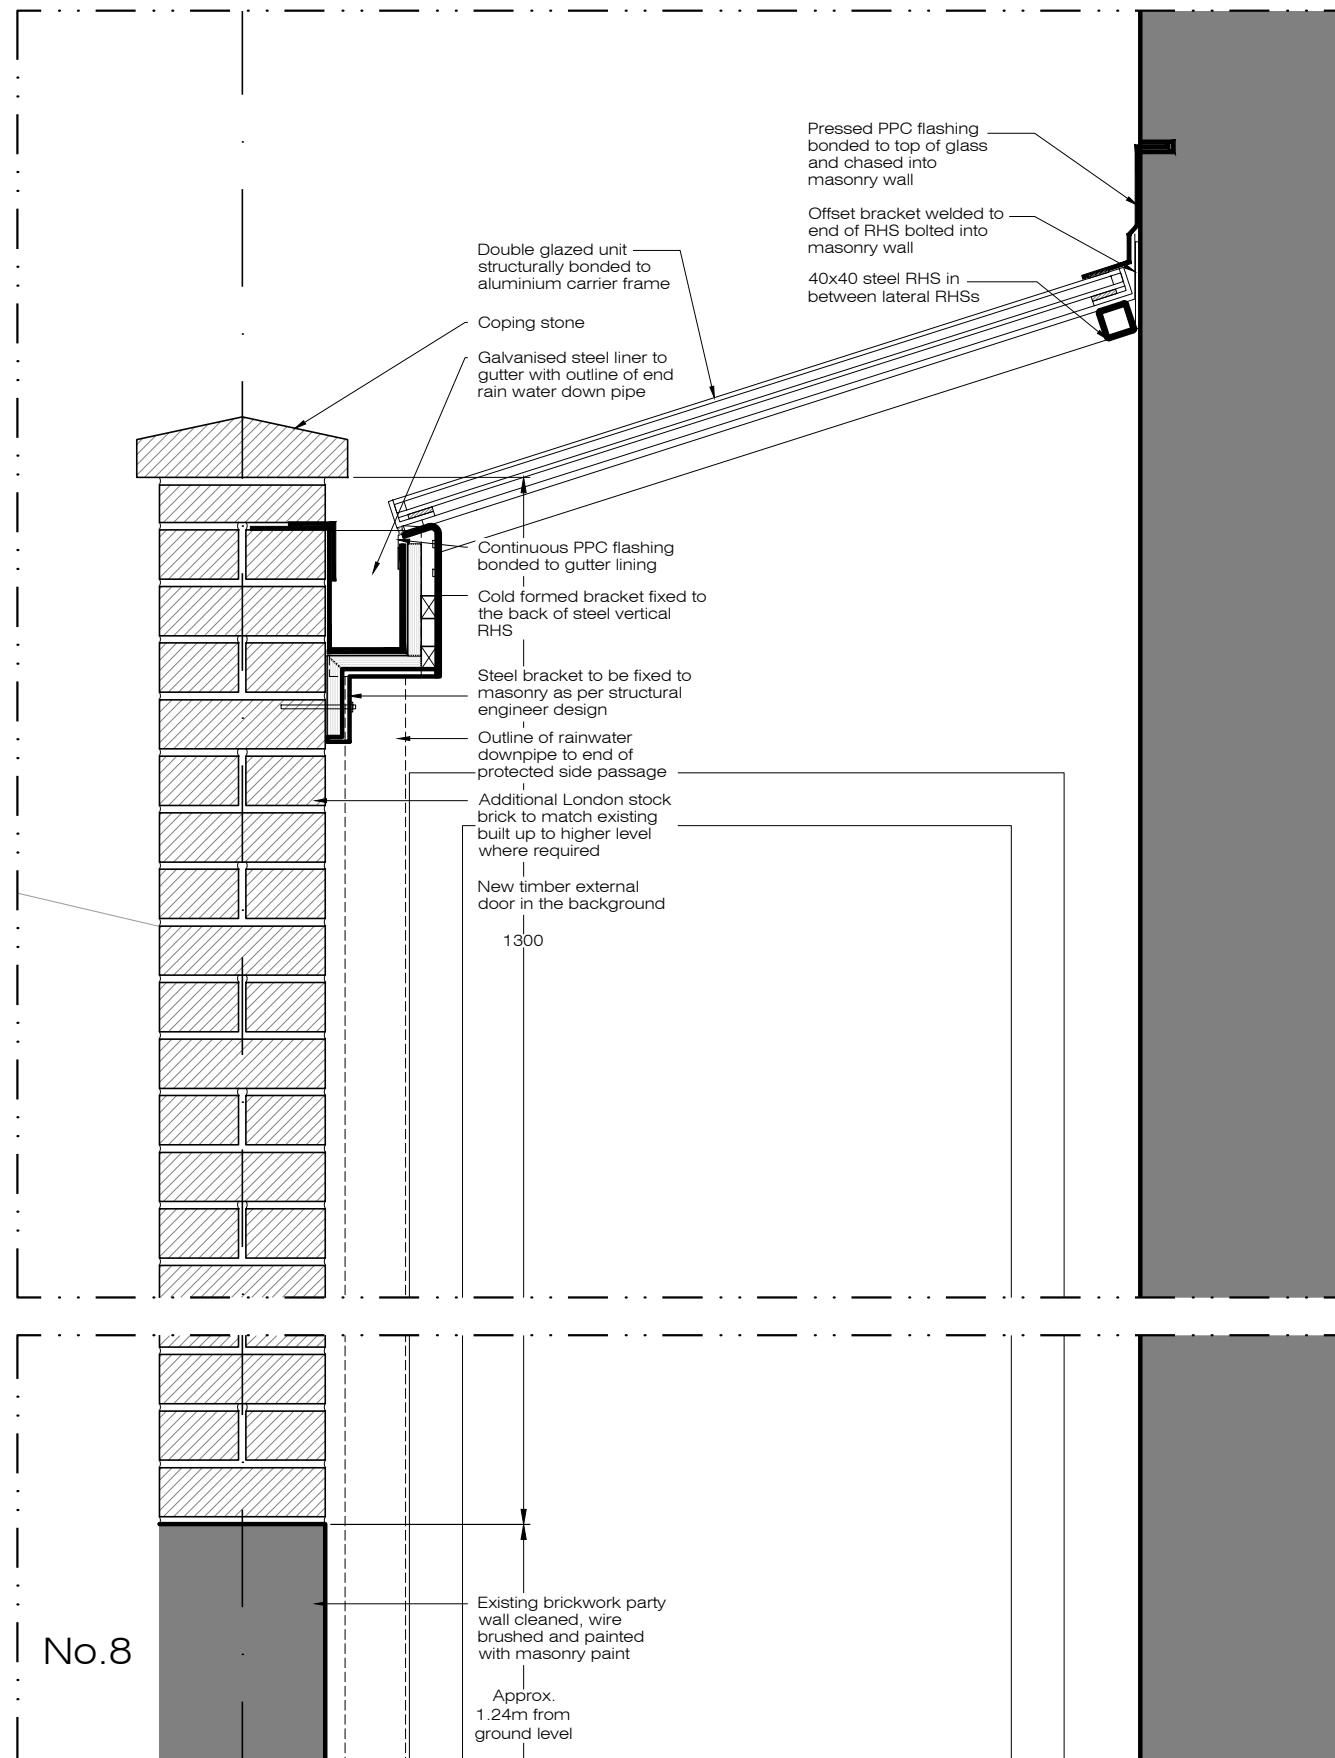 Pressed PPC flashing
bonded to top of glass
and chased into
masonry wall
Offset bracket welded to
end of RHS bolted into
masonry wall
40x40 steel RHS in
between lateral RHSs
Double glazed unit
structurally bonded to
aluminium carrier frame
Coping stone
Galvanised steel liner to
gutter with outline of end
rain water down pipe
Continuous PPC flashing
bonded to gutter lining
Cold formed bracket fixed to
the back of steel vertical
RHS
Steel bracket to be fixed to
masonry as per structural
engineer design
Outline of rainwater
downpipe to end of
protected side passage
Additional London stock
brick to match existing
built up to higher level
where required
New timber external
door in the background
1300
Existing brickwork party
wall cleaned, wire
brushed and painted
with masonry paint
No.8
Approx.
1.24m from
ground level